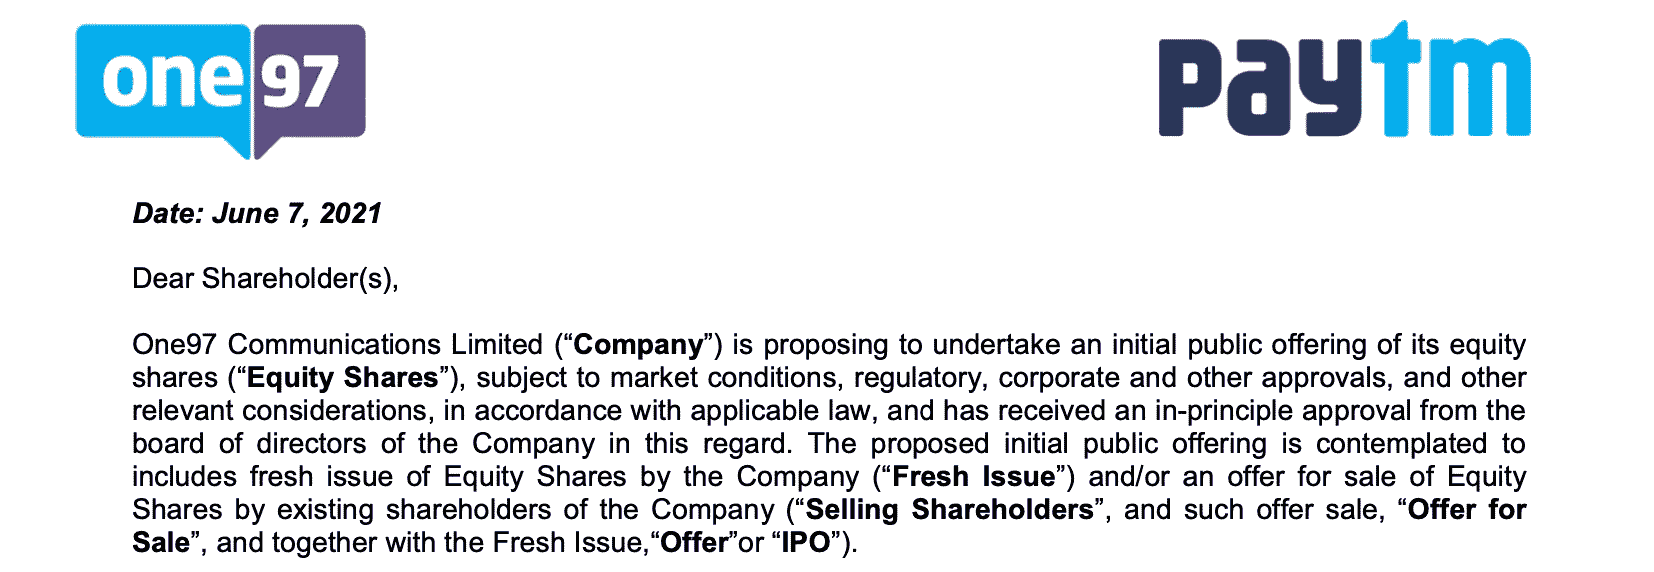 one97
paytm
Date: June 7, 2021
Dear Shareholder(s),
One97 Communications Limited (“Company”) is proposing to undertake an initial public offering of its equity
shares (“Equity Shares”), subject to market conditions, regulatory, corporate and other approvals, and other
relevant considerations, in accordance with applicable law, and has received an in-principle approval from the
board of directors of the Company in this regard. The proposed initial public offering is contemplated to
includes fresh issue of Equity Shares by the Company (“Fresh Issue”) and/or an offer for sale of Equity
Shares by existing shareholders of the Company (“Selling Shareholders”, and such offer sale, “Offer for
Sale”, and together with the Fresh Issue,“Offer”or “IPO”).